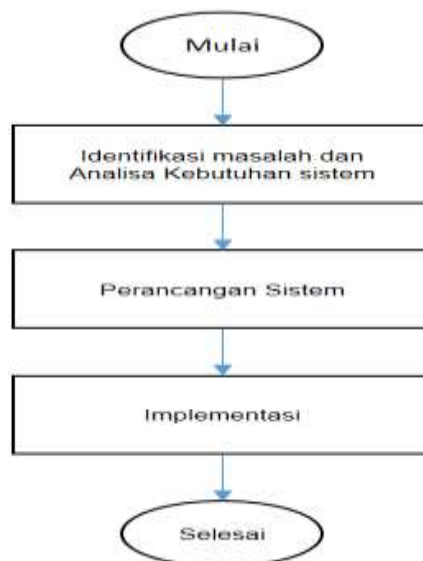 Mulai
Identifikasi masalah dan
Analisa Kebutuhan sistem
Perancangan Sistem
Implementasi
Selesai